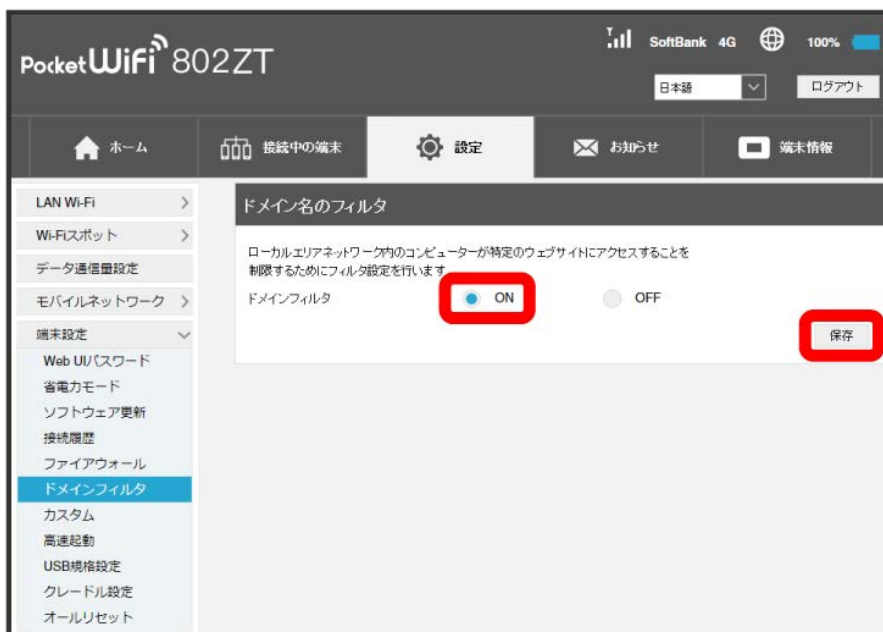 SoftBank 4G 100%
Pocket WiFi 802ZT
日本語 ログアウト
ホーム 接続中の端末 設定 お知らせ 端末情報
LAN Wi-Fi
Wi-Fiスポット
データ通信量設定
モバイルネットワーク
端末設定
Web UIパスワード
省電力モード
ソフトウェア更新
接続履歴
ファイアウォール
ドメインフィルタ
カスタム
高速起動
USB規格設定
クレードル設定
オールリセット
ドメイン名のフィルタ
ローカルエリアネットワーク内のコンピューターが特定のウェブサイトにアクセスすることを
制限するためにフィルタ設定を行います
ドメインフィルタ ON OFF
保存